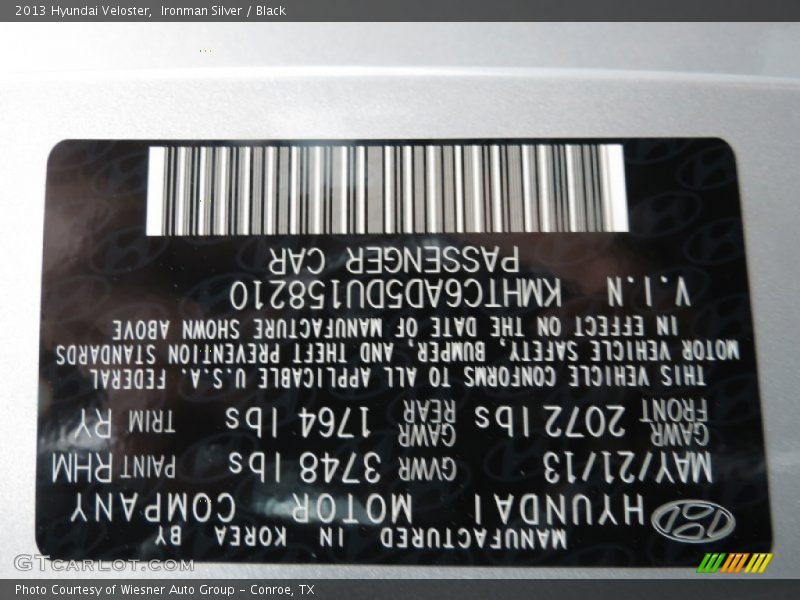 2013 Hyundai Veloster, Ironman Silver / Black
MANUFACTURED IN KOREA BY
HYUNDAI MOTOR COMPANY
MAY/21/13 GVWR 3748 lbs PAINT RHM
GAWR FRONT 2072 lbs GAWR REAR 1764 lbs TRIM RY
THIS VEHICLE CONFORMS TO ALL APPLICABLE U.S.A. FEDERAL
MOTOR VEHICLE SAFETY, BUMPER, AND THEFT PREVENTION STANDARDS
IN EFFECT ON THE DATE OF MANUFACTURE SHOWN ABOVE
V.I.N KMHTC6AD5DU158210
PASSENGER CAR
GTCARLOT.COM
Photo Courtesy of Wiesner Auto Group - Conroe, TX